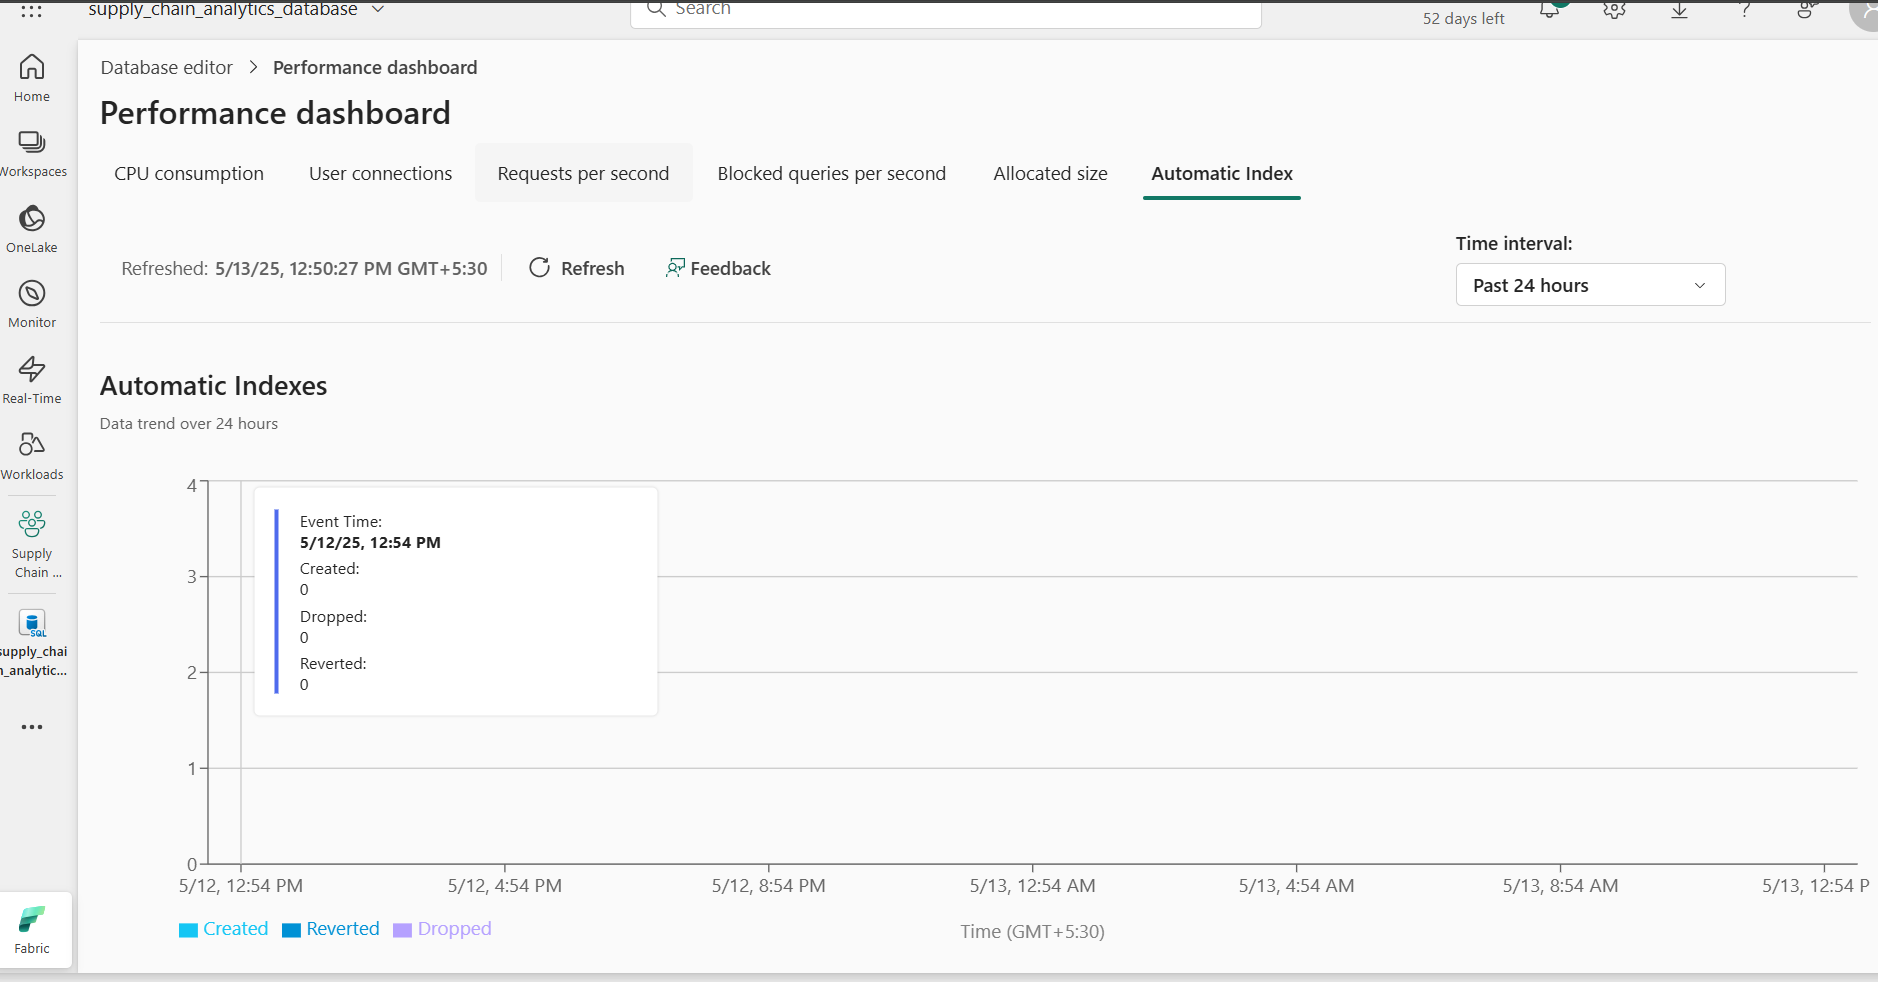 supply_chain_analytics_database
Search
52 days left
Home
Workspaces
OneLake
Monitor
Real-Time
Workloads
Supply
Chain ...
supply_chai
n_analytic...
SQL
Fabric
Database editor > Performance dashboard
Performance dashboard
CPU consumption User connections Requests per second Blocked queries per second Allocated size Automatic Index
Refreshed: 5/13/25, 12:50:27 PM GMT+5:30 Refresh Feedback
Time interval:
Past 24 hours
Automatic Indexes
Data trend over 24 hours
4
3
2
1
0
Event Time:
5/12/25, 12:54 PM
Created:
0
Dropped:
0
Reverted:
0
5/12, 12:54 PM 5/12, 4:54 PM 5/12, 8:54 PM 5/13, 12:54 AM 5/13, 4:54 AM 5/13, 8:54 AM 5/13, 12:54 P
Created Reverted Dropped
Time (GMT+5:30)